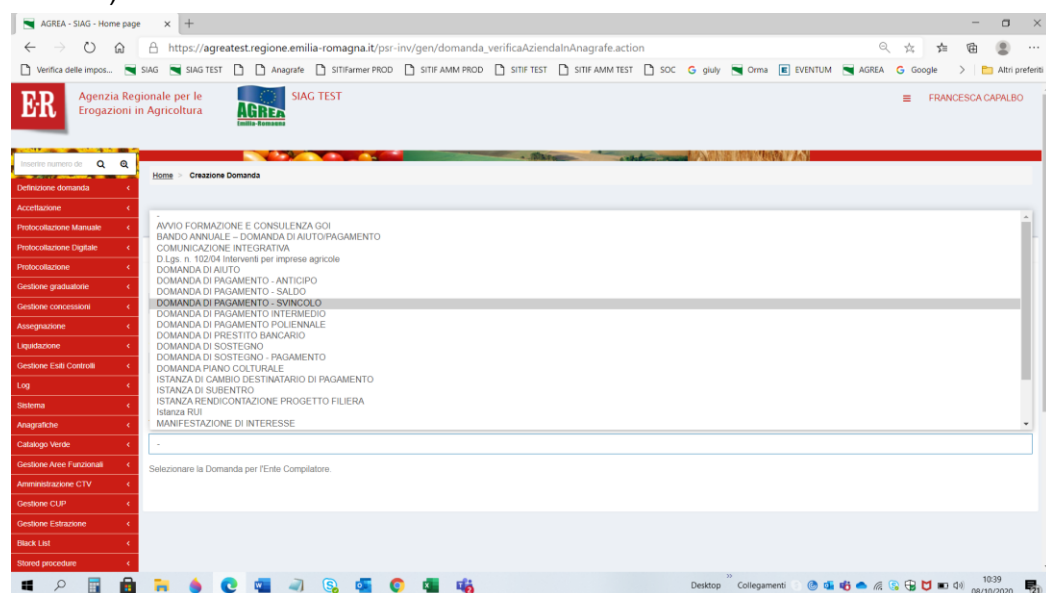 AGREA - SIAG - Home page
https://agreatest.regione.emilia-romagna.it/psr-inv/gen/domanda_verificaAziendaInAnagrafe.action
Verifica delle impos... SIAG SIAG TEST Anagrafe SITIFarmer PROD SITIF AMM PROD SITIF TEST SITIF AMM TEST SOC giuly Orma EVENTUM AGREA Google Altri preferiti
E·R Agenzia Regionale per le Erogazioni in Agricoltura
AGREA
Emilia-Romagna
SIAG TEST
FRANCESCA CAPALBO
Inserire numero de
Home > Creazione Domanda
Definizione domanda
Accettazione
Protocollazione Manuale
Protocollazione Digitale
Protocollazione
Gestione graduatorie
Gestione concessioni
Assegnazione
Liquidazione
Gestione Esiti Controlli
Log
Sistema
Anagrafiche
Catalogo Verde
Gestione Aree Funzionali
Amministrazione CTV
Gestione CUP
Gestione Estrazione
Black List
Stored procedure
-
AVVIO FORMAZIONE E CONSULENZA GOI
BANDO ANNUALE – DOMANDA DI AIUTO/PAGAMENTO
COMUNICAZIONE INTEGRATIVA
D.Lgs. n. 102/04 Interventi per imprese agricole
DOMANDA DI AIUTO
DOMANDA DI PAGAMENTO - ANTICIPO
DOMANDA DI PAGAMENTO - SALDO
DOMANDA DI PAGAMENTO - SVINCOLO
DOMANDA DI PAGAMENTO INTERMEDIO
DOMANDA DI PAGAMENTO POLIENNALE
DOMANDA DI PRESTITO BANCARIO
DOMANDA DI SOSTEGNO
DOMANDA DI SOSTEGNO - PAGAMENTO
DOMANDA PIANO COLTURALE
ISTANZA DI CAMBIO DESTINATARIO DI PAGAMENTO
ISTANZA DI SUBENTRO
ISTANZA RENDICONTAZIONE PROGETTO FILIERA
Istanza RUI
MANIFESTAZIONE DI INTERESSE
-
Selezionare la Domanda per l'Ente Compilatore.
Desktop Collegamenti
10:39
08/10/2020